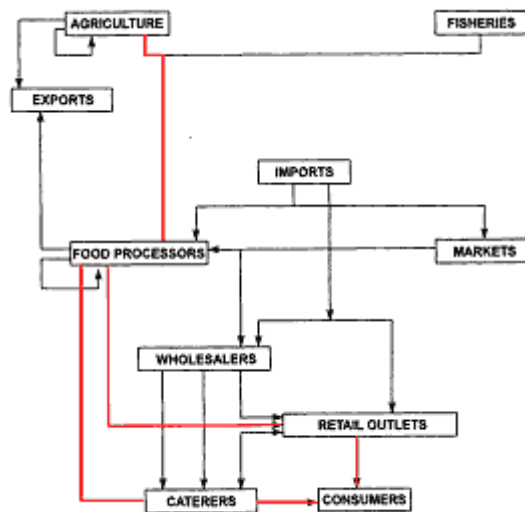 AGRICULTURE
FISHERIES
EXPORTS
IMPORTS
FOOD PROCESSORS
MARKETS
WHOLESALERS
RETAIL OUTLETS
CATERERS
CONSUMERS